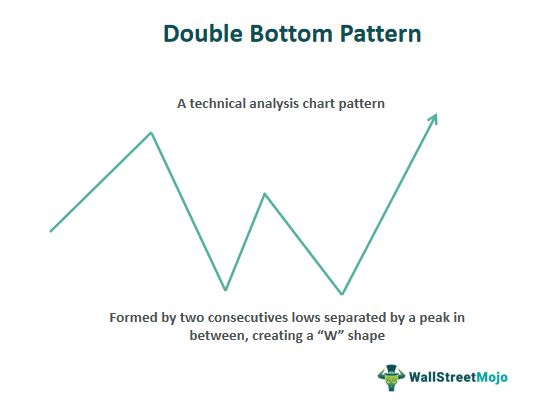 Double Bottom Pattern
A technical analysis chart pattern
Formed by two consecutives lows separated by a peak in
between, creating a “W” shape
WallStreetMojo